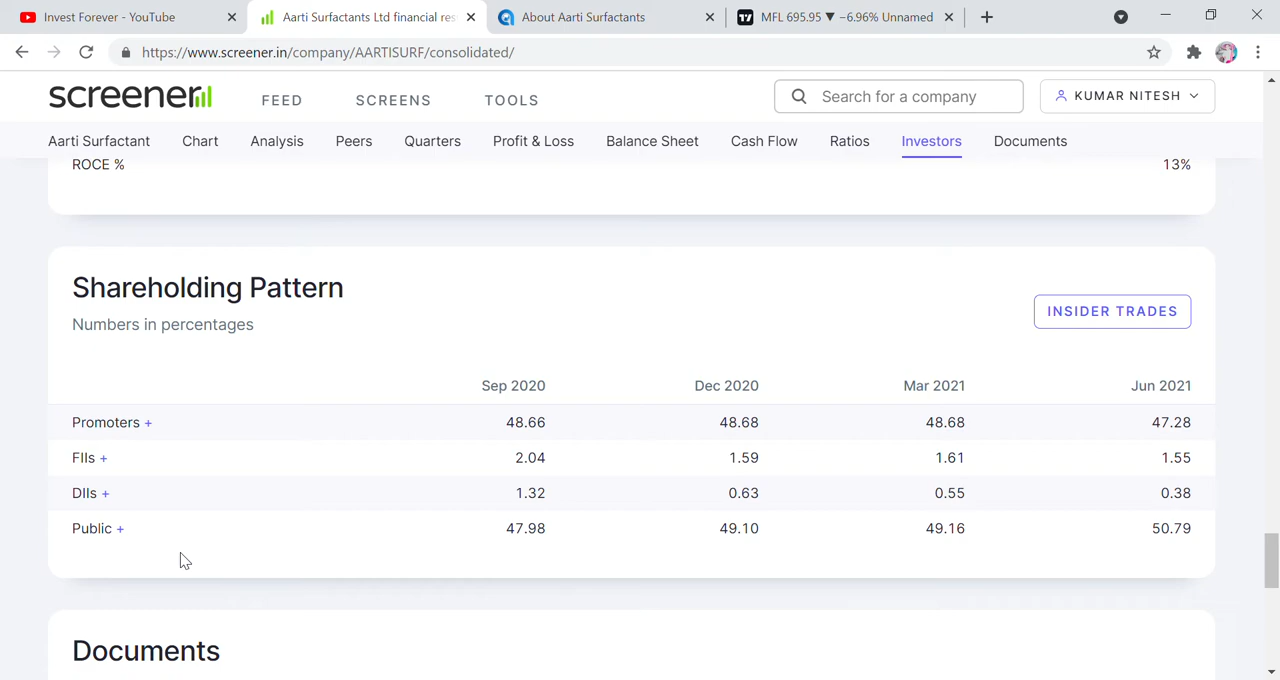 Invest Forever - YouTube
Aarti Surfactants Ltd financial res
About Aarti Surfactants
MFL 695.95 ▼ −6.96% Unnamed
https://www.screener.in/company/AARTISURF/consolidated/
screener
FEED
SCREENS
TOOLS
Search for a company
KUMAR NITESH
Aarti Surfactant Chart Analysis Peers Quarters Profit & Loss Balance Sheet Cash Flow Ratios Investors Documents
ROCE % 13%
Shareholding Pattern
Numbers in percentages
INSIDER TRADES
Sep 2020 Dec 2020 Mar 2021 Jun 2021
Promoters + 48.66 48.68 48.68 47.28
FIIs + 2.04 1.59 1.61 1.55
DIIs + 1.32 0.63 0.55 0.38
Public + 47.98 49.10 49.16 50.79
Documents